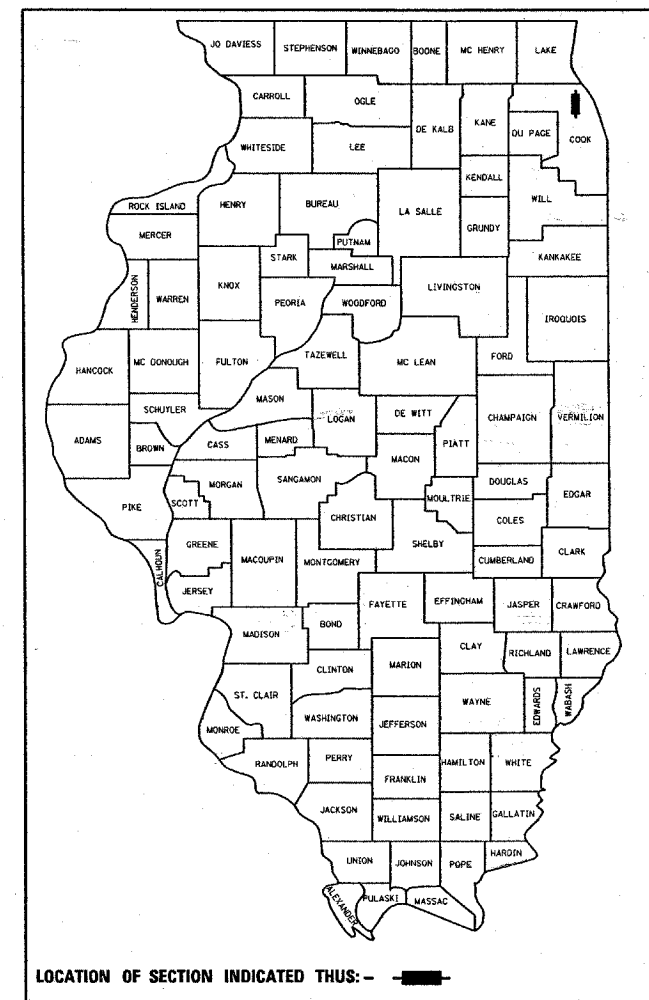 JO DAVIESS STEPHENSON WINNEBAGO BOONE MC HENRY LAKE
CARROLL OGLE DE KALB KANE DU PAGE COOK
WHITESIDE LEE
KENDALL WILL
ROCK ISLAND HENRY BUREAU LA SALLE
MERCER PUTNAM GRUNDY
STARK MARSHALL KANKAKEE
HENDERSON WARREN KNOX PEORIA WOODFORD LIVINGSTON IROQUOIS
HANCOCK MC DONOUGH FULTON TAZEWELL MC LEAN FORD
SCHUYLER MASON LOGAN DE WITT CHAMPAIGN VERMILION
ADAMS BROWN CASS MENARD MACON PIATT
MORGAN SANGAMON DOUGLAS
PIKE SCOTT CHRISTIAN MOULTRIE COLES EDGAR
GREENE MACOUPIN MONTGOMERY SHELBY CUMBERLAND CLARK
CALHOUN JERSEY FAYETTE EFFINGHAM JASPER CRAWFORD
MADISON BOND
CLINTON MARION CLAY RICHLAND LAWRENCE
ST. CLAIR WASHINGTON JEFFERSON WAYNE EDWARDS WABASH
MONROE
RANDOLPH PERRY FRANKLIN HAMILTON WHITE
JACKSON WILLIAMSON SALINE GALLATIN
UNION JOHNSON POPE HARDIN
ALEXANDER PULASKI MASSAC
LOCATION OF SECTION INDICATED THUS: -